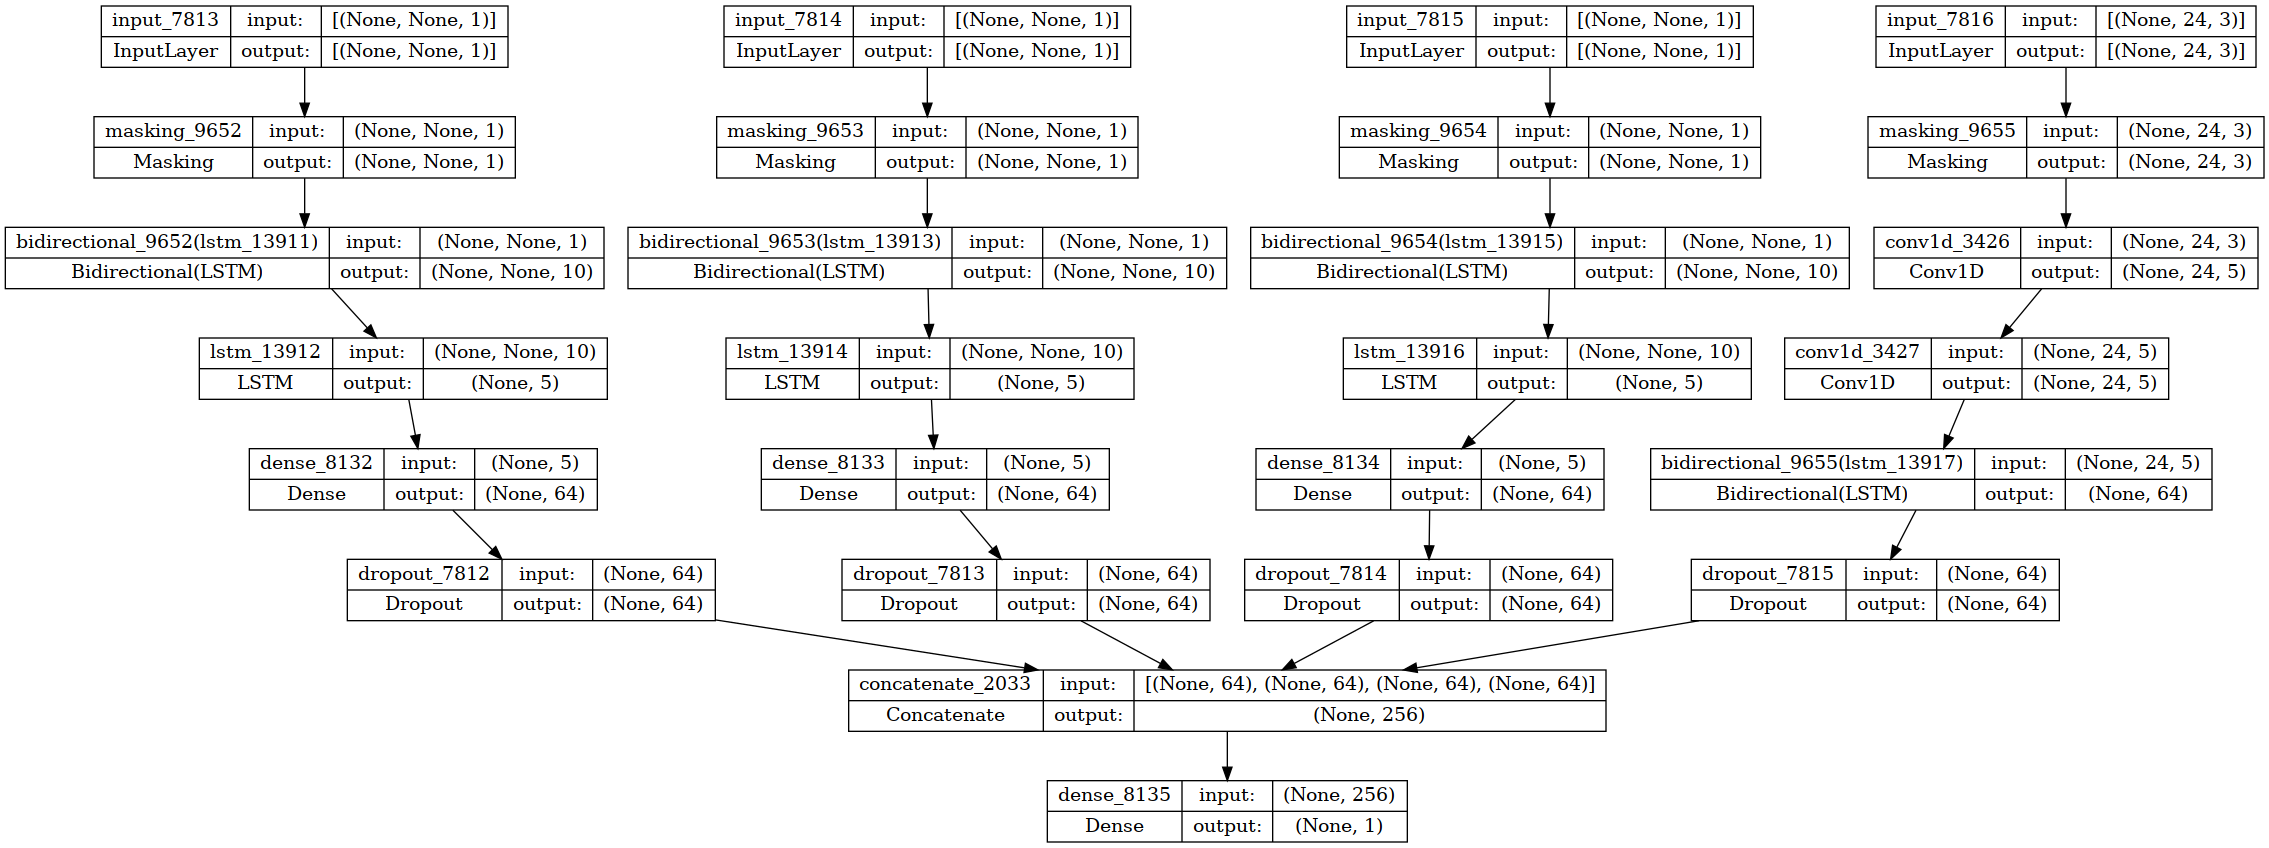 input_7813 input: [(None, None, 1)]
InputLayer output: [(None, None, 1)]
input_7814 input: [(None, None, 1)]
InputLayer output: [(None, None, 1)]
input_7815 input: [(None, None, 1)]
InputLayer output: [(None, None, 1)]
input_7816 input: [(None, 24, 3)]
InputLayer output: [(None, 24, 3)]
masking_9652 input: (None, None, 1)
Masking output: (None, None, 1)
masking_9653 input: (None, None, 1)
Masking output: (None, None, 1)
masking_9654 input: (None, None, 1)
Masking output: (None, None, 1)
masking_9655 input: (None, 24, 3)
Masking output: (None, 24, 3)
bidirectional_9652(lstm_13911) input: (None, None, 1)
Bidirectional(LSTM) output: (None, None, 10)
bidirectional_9653(lstm_13913) input: (None, None, 1)
Bidirectional(LSTM) output: (None, None, 10)
bidirectional_9654(lstm_13915) input: (None, None, 1)
Bidirectional(LSTM) output: (None, None, 10)
conv1d_3426 input: (None, 24, 3)
Conv1D output: (None, 24, 5)
lstm_13912 input: (None, None, 10)
LSTM output: (None, 5)
lstm_13914 input: (None, None, 10)
LSTM output: (None, 5)
lstm_13916 input: (None, None, 10)
LSTM output: (None, 5)
conv1d_3427 input: (None, 24, 5)
Conv1D output: (None, 24, 5)
dense_8132 input: (None, 5)
Dense output: (None, 64)
dense_8133 input: (None, 5)
Dense output: (None, 64)
dense_8134 input: (None, 5)
Dense output: (None, 64)
bidirectional_9655(lstm_13917) input: (None, 24, 5)
Bidirectional(LSTM) output: (None, 64)
dropout_7812 input: (None, 64)
Dropout output: (None, 64)
dropout_7813 input: (None, 64)
Dropout output: (None, 64)
dropout_7814 input: (None, 64)
Dropout output: (None, 64)
dropout_7815 input: (None, 64)
Dropout output: (None, 64)
concatenate_2033 input: [(None, 64), (None, 64), (None, 64), (None, 64)]
Concatenate output: (None, 256)
dense_8135 input: (None, 256)
Dense output: (None, 1)